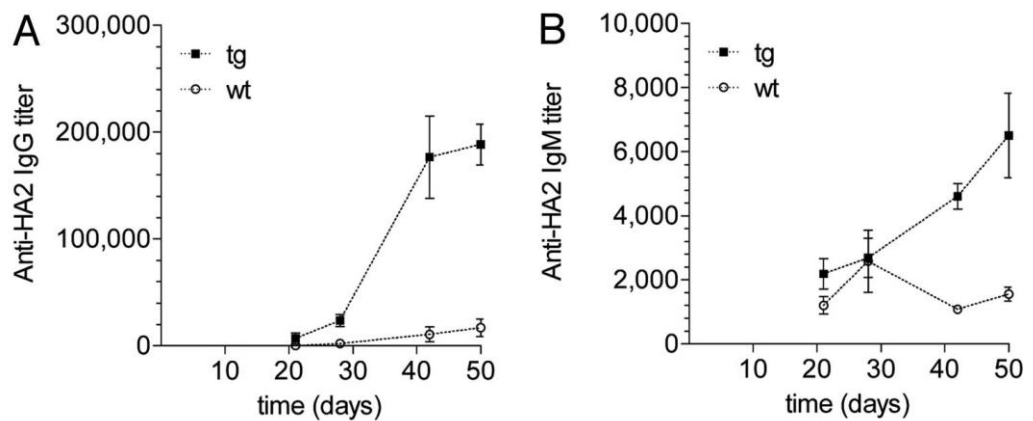 A
Anti-HA2 IgG titer
300,000
200,000
100,000
0
tg
wt
10 20 30 40 50
time (days)
B
Anti-HA2 IgM titer
10,000
8,000
6,000
4,000
2,000
0
tg
wt
10 20 30 40 50
time (days)